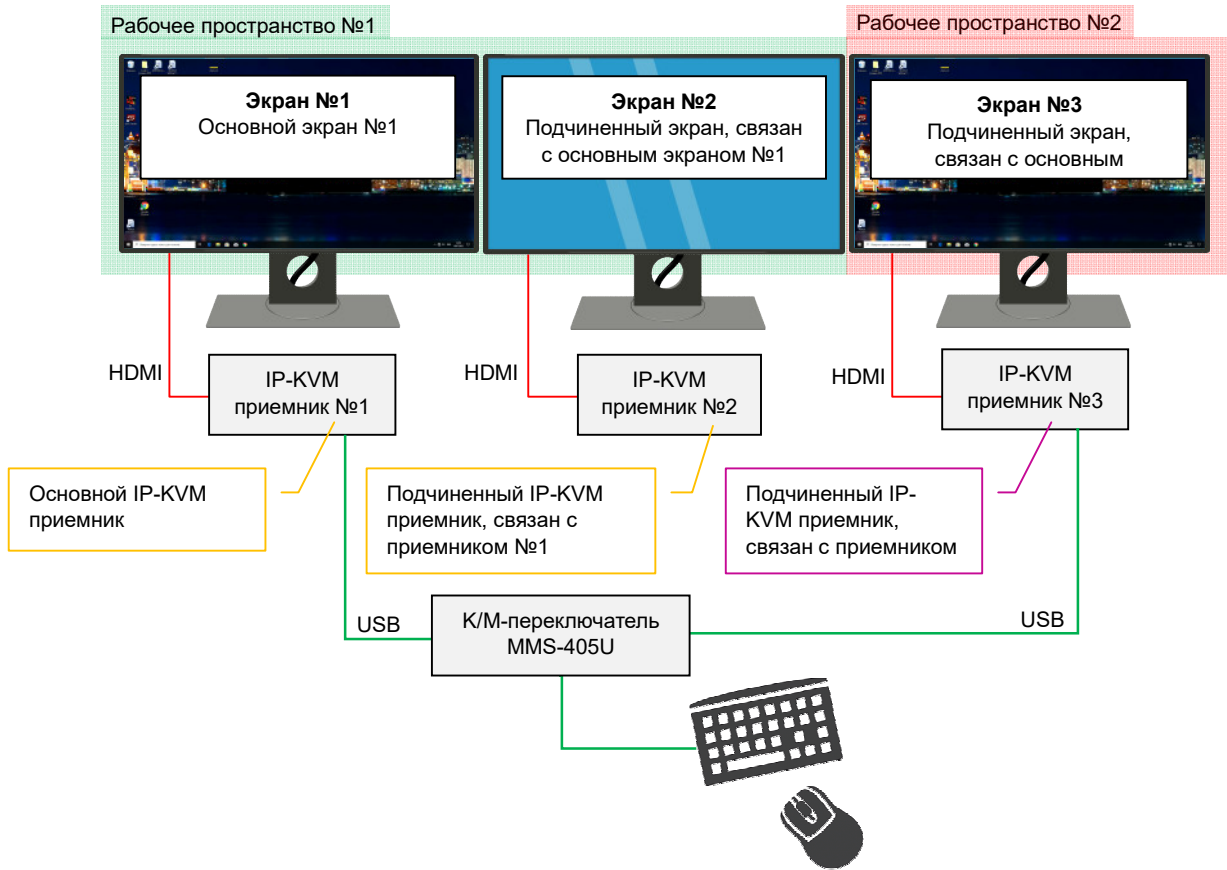 Рабочее пространство №1
Рабочее пространство №2
Экран №1
Основной экран №1
Экран №2
Подчиненный экран, связан
с основным экраном №1
Экран №3
Подчиненный экран,
связан с основным
HDMI
IP-KVM
приемник №1
HDMI
IP-KVM
приемник №2
HDMI
IP-KVM
приемник №3
Основной IP-KVM
приемник
Подчиненный IP-KVM
приемник, связан с
приемником №1
Подчиненный IP-
KVM приемник,
связан с приемником
USB
K/M-переключатель
MMS-405U
USB